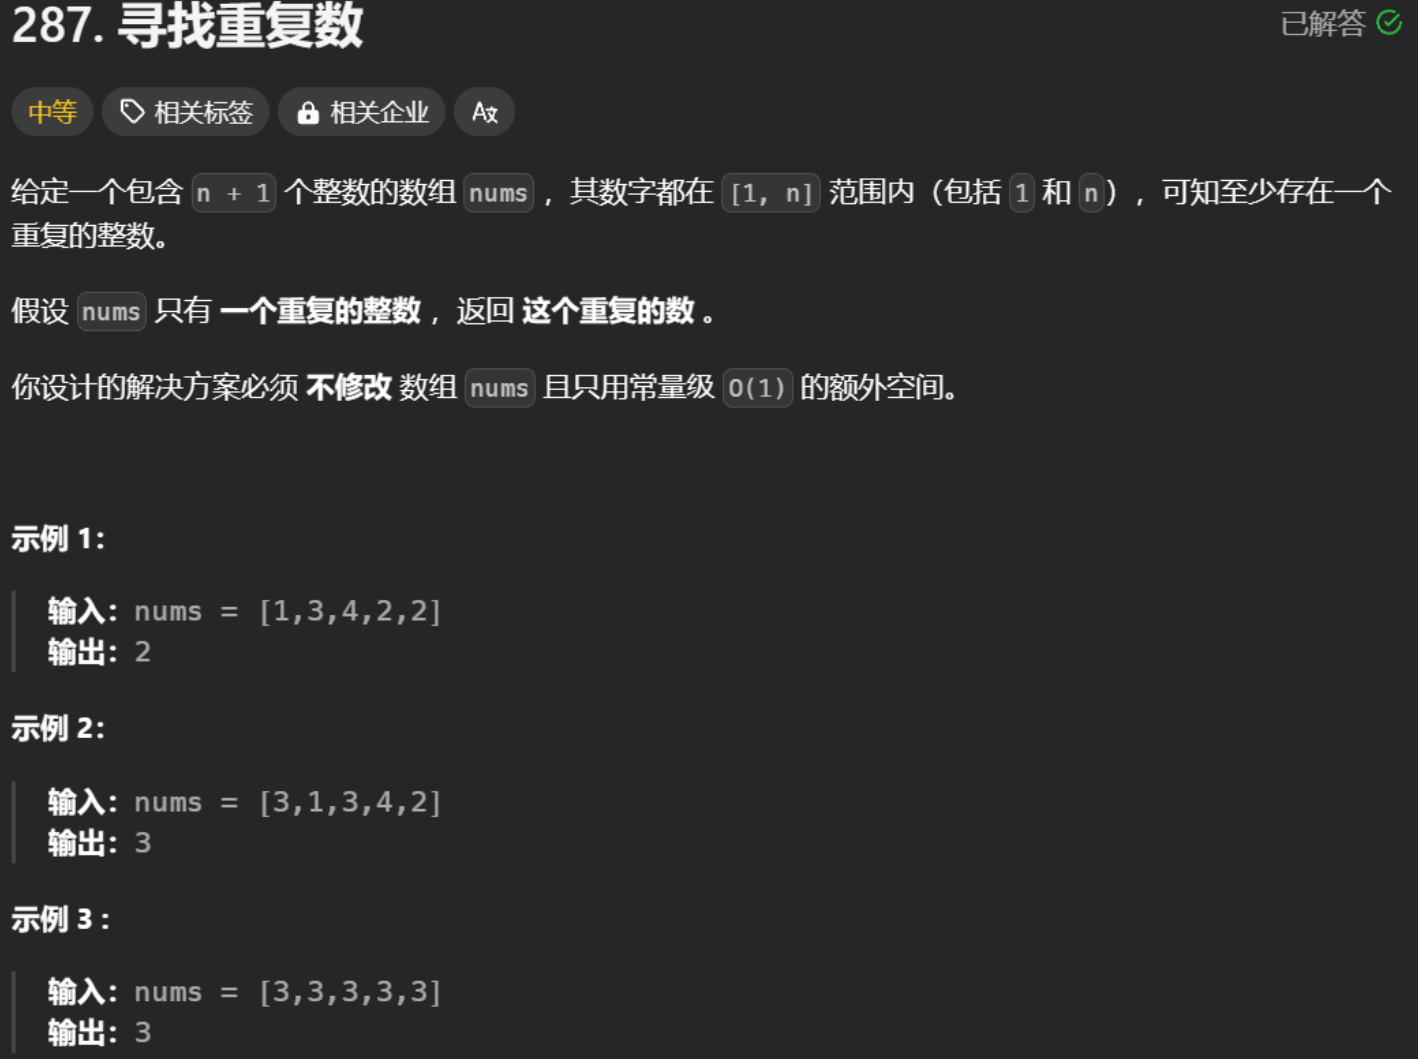 287. 寻找重复数
已解答
中等
相关标签
相关企业
给定一个包含 n + 1 个整数的数组 nums ，其数字都在 [1, n] 范围内（包括 1 和 n），可知至少存在一个
重复的整数。
假设 nums 只有 一个重复的整数 ，返回 这个重复的数 。
你设计的解决方案必须 不修改 数组 nums 且只用常量级 O(1) 的额外空间。
示例 1：
输入：nums = [1,3,4,2,2]
输出：2
示例 2：
输入：nums = [3,1,3,4,2]
输出：3
示例 3 :
输入：nums = [3,3,3,3,3]
输出：3